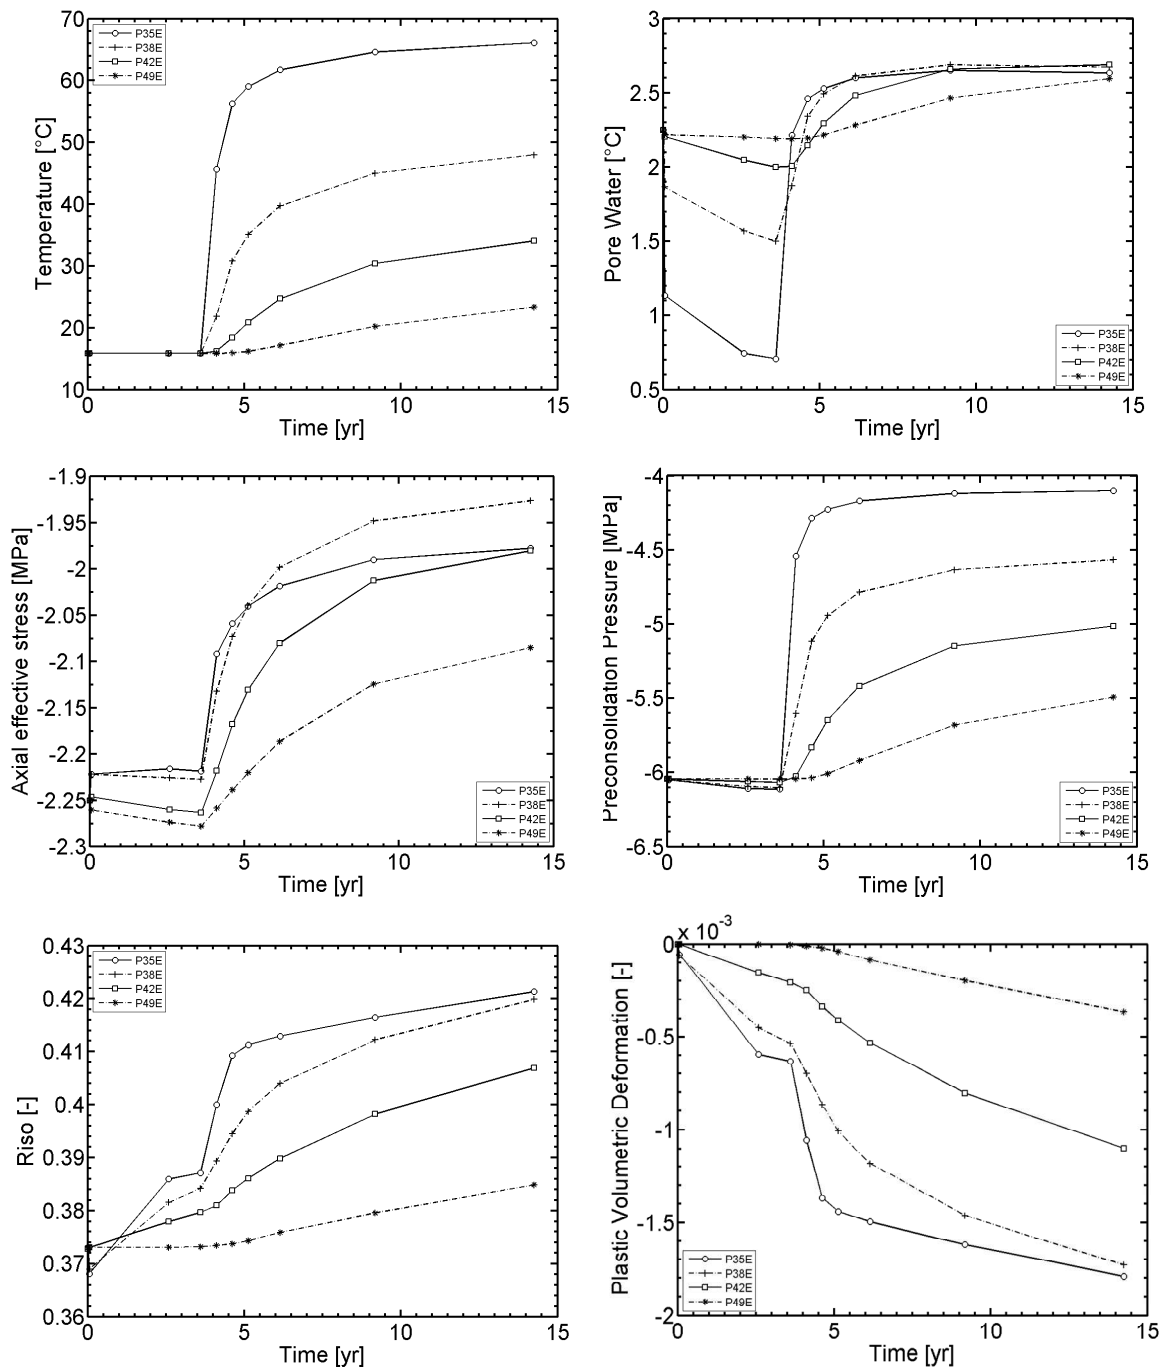 70
60
50
40
30
20
10
Temperature [°C]
P35E
P38E
P42E
P49E
0 5 10 15
Time [yr]
3
2.5
2
1.5
1
0.5
Pore Water [°C]
P35E
P38E
P42E
P49E
0 5 10 15
Time [yr]
-1.9
-1.95
-2
-2.05
-2.1
-2.15
-2.2
-2.25
-2.3
Axial effective stress [MPa]
P35E
P38E
P42E
P49E
0 5 10 15
Time [yr]
-4
-4.5
-5
-5.5
-6
-6.5
Preconsolidation Pressure [MPa]
P35E
P38E
P42E
P49E
0 5 10 15
Time [yr]
0.43
0.42
0.41
0.4
0.39
0.38
0.37
0.36
Riso [-]
P35E
P38E
P42E
P49E
0 5 10 15
Time [yr]
x 10-3
0
-0.5
-1
-1.5
-2
Plastic Volumetric Deformation [-]
P35E
P38E
P42E
P49E
0 5 10 15
Time [yr]